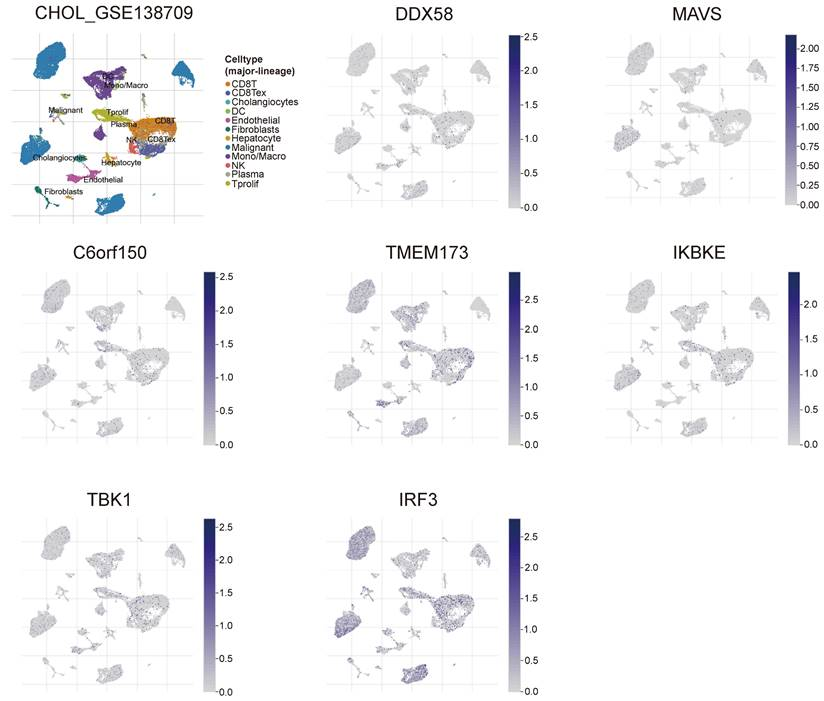 CHOL_GSE138709
DDX58
MAVS
DC
Mono/Macro
Malignant
Tprolif
Plasma
CD8T
NK
CD8Tex
Cholangiocytes
Hepatocyte
Endothelial
Fibroblasts
Celltype
(major-lineage)
CD8T
CD8Tex
Cholangiocytes
DC
Endothelial
Fibroblasts
Hepatocyte
Malignant
Mono/Macro
NK
Plasma
Tprolif
2.5
2.0
1.5
1.0
0.5
0.0
2.00
1.75
1.50
1.25
1.00
0.75
0.50
0.25
0.00
C6orf150
TMEM173
IKBKE
2.5
2.0
1.5
1.0
0.5
0.0
2.5
2.0
1.5
1.0
0.5
0.0
2.0
1.5
1.0
0.5
0.0
TBK1
IRF3
2.5
2.0
1.5
1.0
0.5
0.0
2.5
2.0
1.5
1.0
0.5
0.0